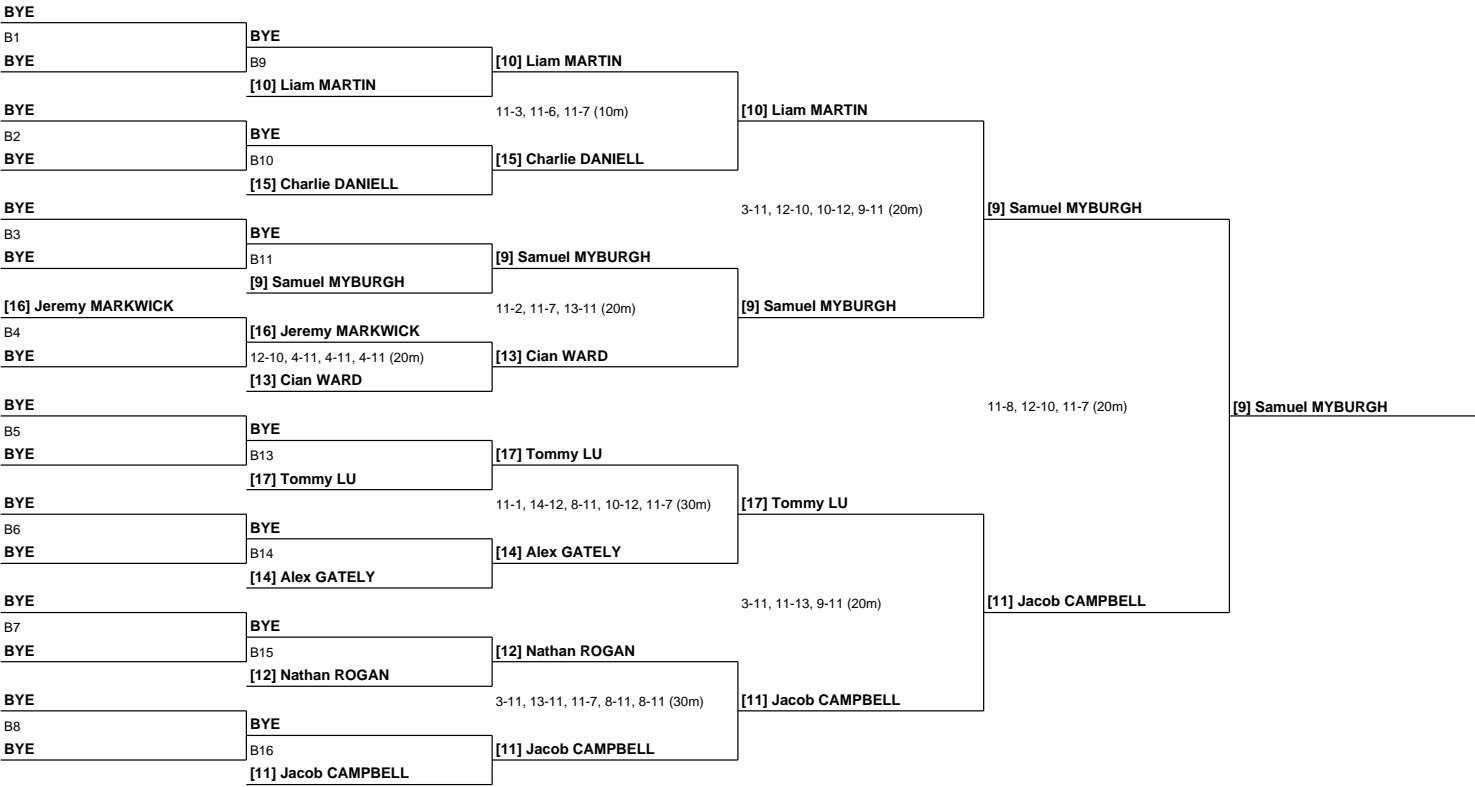 BYE
B1
BYE
BYE
B2
BYE
BYE
B3
BYE
[16] Jeremy MARKWICK
B4
BYE
BYE
B5
BYE
BYE
B6
BYE
BYE
B7
BYE
BYE
B8
BYE
BYE
B9
[10] Liam MARTIN
BYE
B10
[15] Charlie DANIELL
BYE
B11
[9] Samuel MYBURGH
[16] Jeremy MARKWICK
12-10, 4-11, 4-11, 4-11 (20m)
[13] Cian WARD
BYE
B13
[17] Tommy LU
BYE
B14
[14] Alex GATELY
BYE
B15
[12] Nathan ROGAN
BYE
B16
[11] Jacob CAMPBELL
[10] Liam MARTIN
11-3, 11-6, 11-7 (10m)
[15] Charlie DANIELL
[9] Samuel MYBURGH
11-2, 11-7, 13-11 (20m)
[13] Cian WARD
[17] Tommy LU
11-1, 14-12, 8-11, 10-12, 11-7 (30m)
[14] Alex GATELY
[12] Nathan ROGAN
3-11, 13-11, 11-7, 8-11, 8-11 (30m)
[11] Jacob CAMPBELL
[10] Liam MARTIN
3-11, 12-10, 10-12, 9-11 (20m)
[9] Samuel MYBURGH
[17] Tommy LU
3-11, 11-13, 9-11 (20m)
[11] Jacob CAMPBELL
[9] Samuel MYBURGH
11-8, 12-10, 11-7 (20m)
[11] Jacob CAMPBELL
[9] Samuel MYBURGH